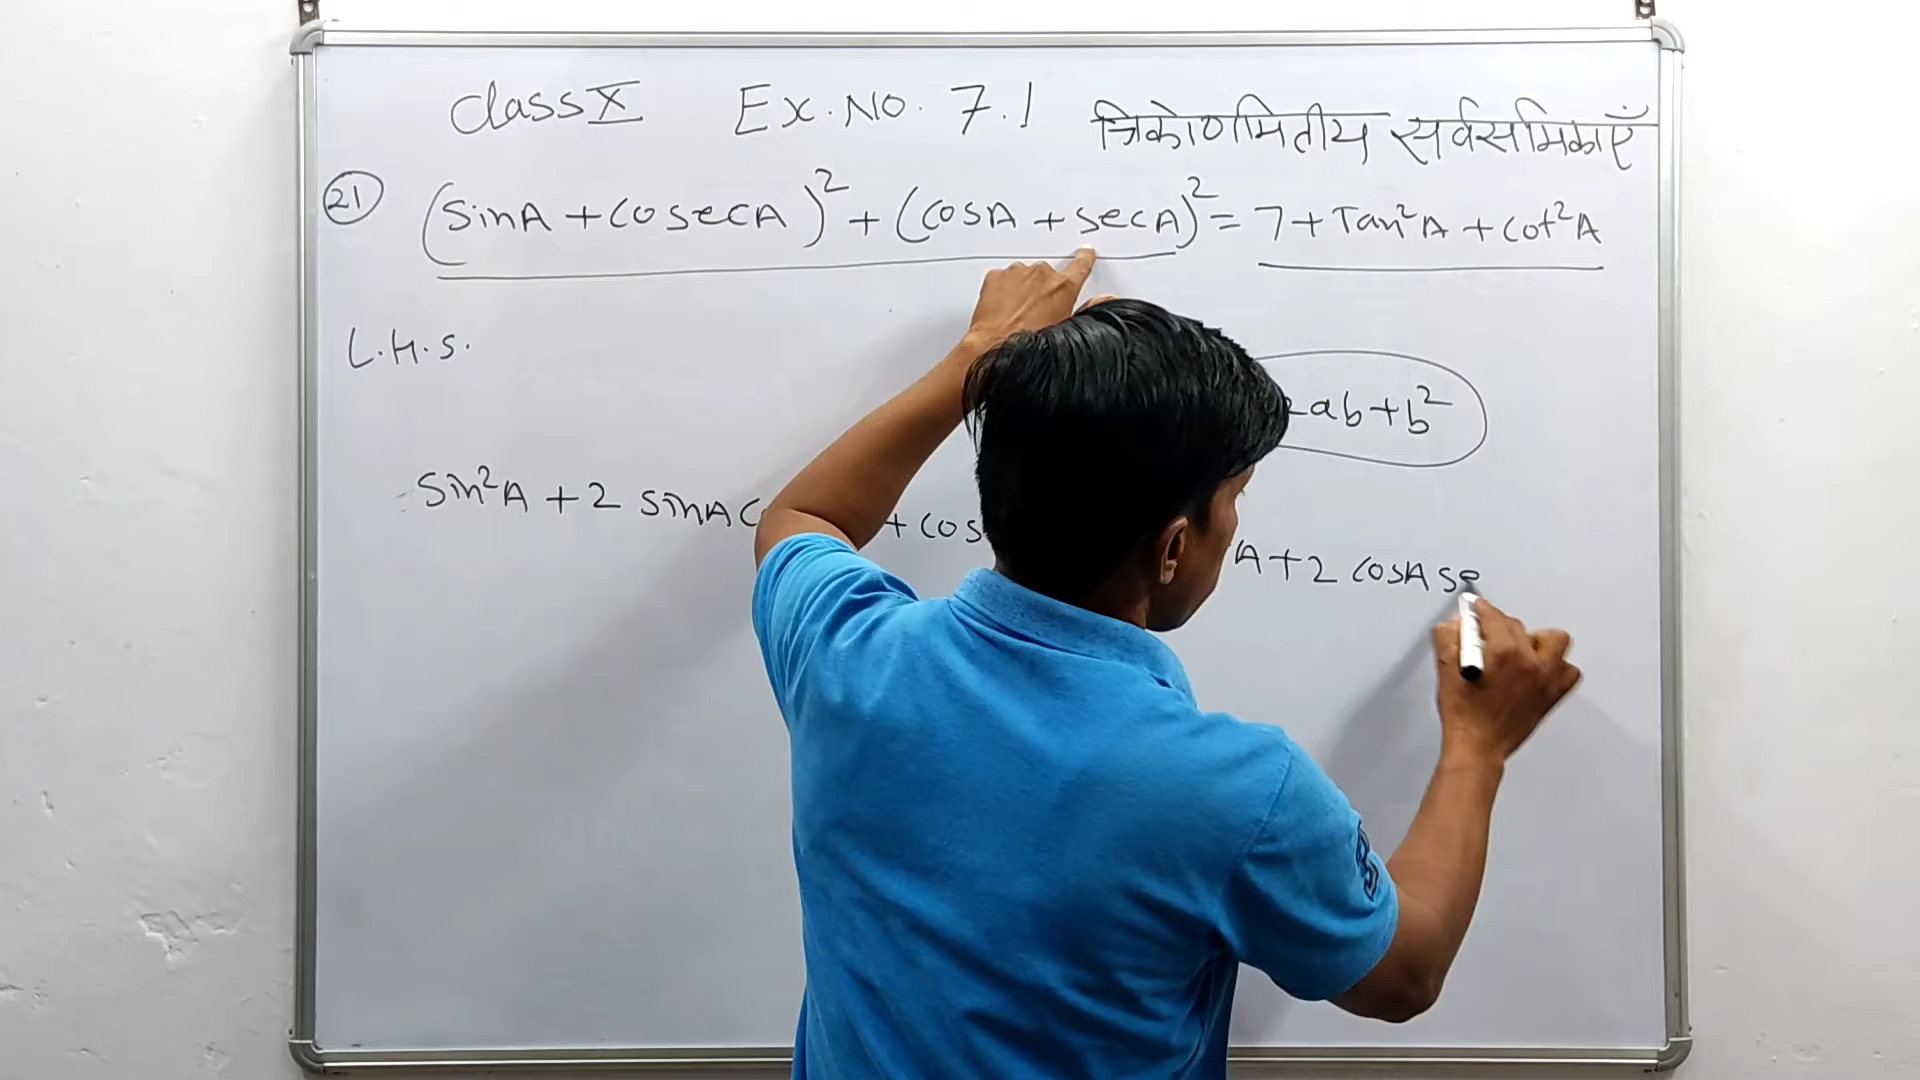 Class X Ex. No. 7.1 त्रिकोणमितीय सर्वसमिकाएँ
21 (sinA + cosecA)² + (cosA + secA)² = 7 + Tan²A + cot²A
L.H.S.
2ab + b²
Sin²A + 2 sinA + cos A + 2 cosA se